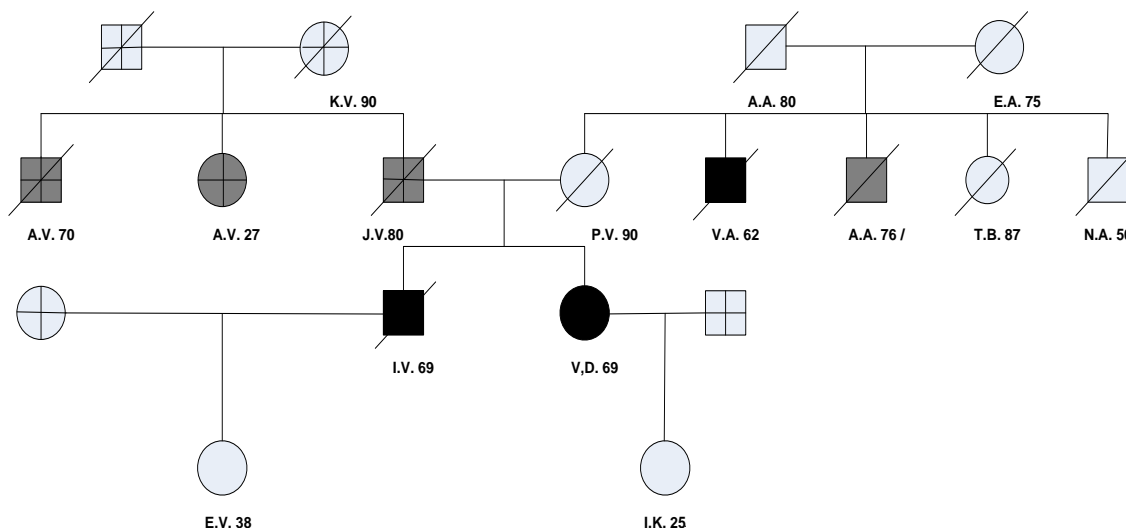 K.V. 90
A.A. 80
E.A. 75
A.V. 70
A.V. 27
J.V.80
P.V. 90
V.A. 62
A.A. 76 /
T.B. 87
N.A.
I.V. 69
V,D. 69
E.V. 38
I.K. 25